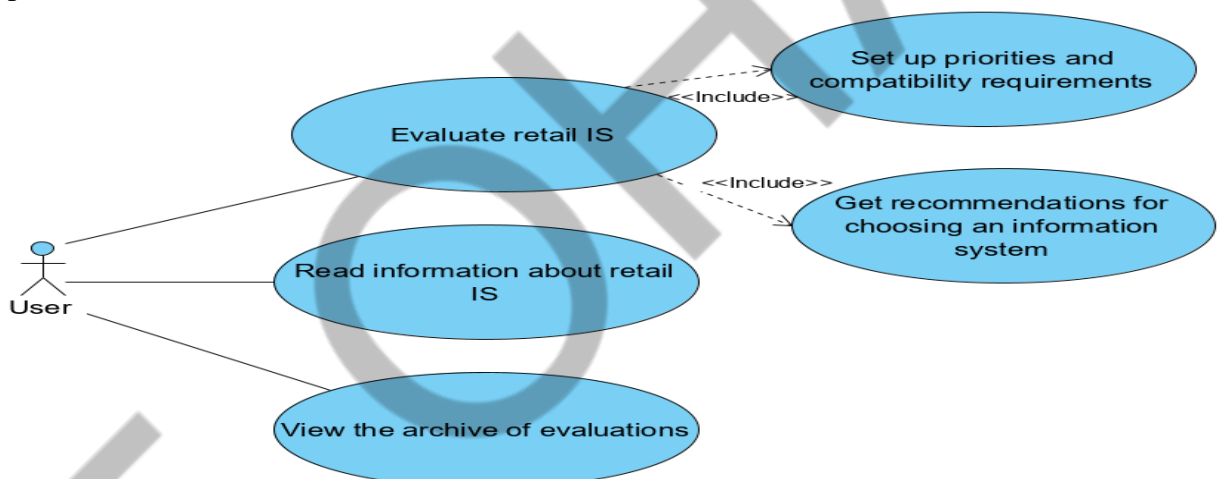 Set up priorities and
compatibility requirements
<<Include>>
Evaluate retail IS
<<Include>>
Get recommendations for
choosing an information
system
Read information about retail
IS
User
View the archive of evaluations